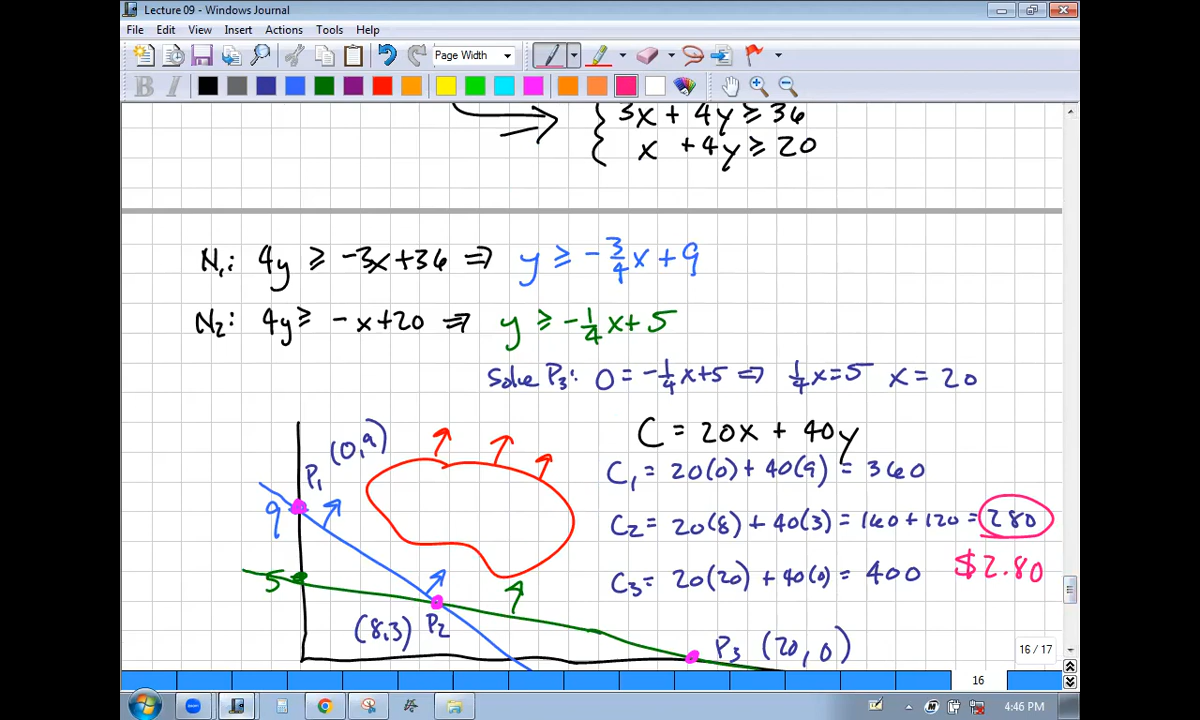 Lecture 09 - Windows Journal
File Edit View Insert Actions Tools Help
Page Width
B I
3x + 4y ≥ 36
x + 4y ≥ 20
N₁: 4y ≥ -3x+36 ⇒ y ≥ -3/4x + 9
N₂: 4y ≥ -x+20 ⇒ y ≥ -1/4x + 5
Solve P₃: 0 = -1/4x+5 ⇒ 1/4x=5 x = 20
C = 20x + 40y
C₁ = 20(0) + 40(9) = 360
C₂ = 20(8) + 40(3) = 160 + 120 = 280
$2.80
C₃ = 20(20) + 40(0) = 400
P₁ (0,9)
9
5
(8,3) P₂
P₃ (20,0)
16 / 17
16
4:46 PM